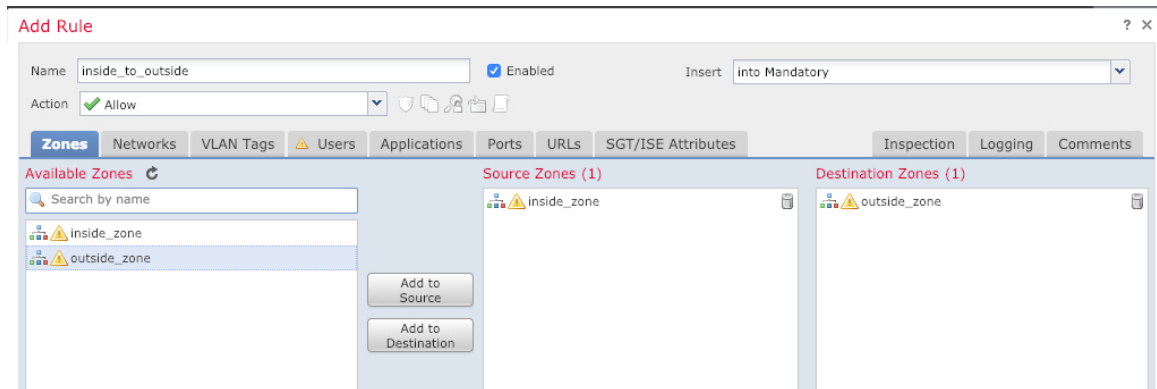 Add Rule ? ×
Name inside_to_outside Enabled Insert into Mandatory
Action Allow
Zones Networks VLAN Tags Users Applications Ports URLs SGT/ISE Attributes Inspection Logging Comments
Available Zones Source Zones (1) Destination Zones (1)
Search by name inside_zone outside_zone
inside_zone
outside_zone
Add to
Source
Add to
Destination